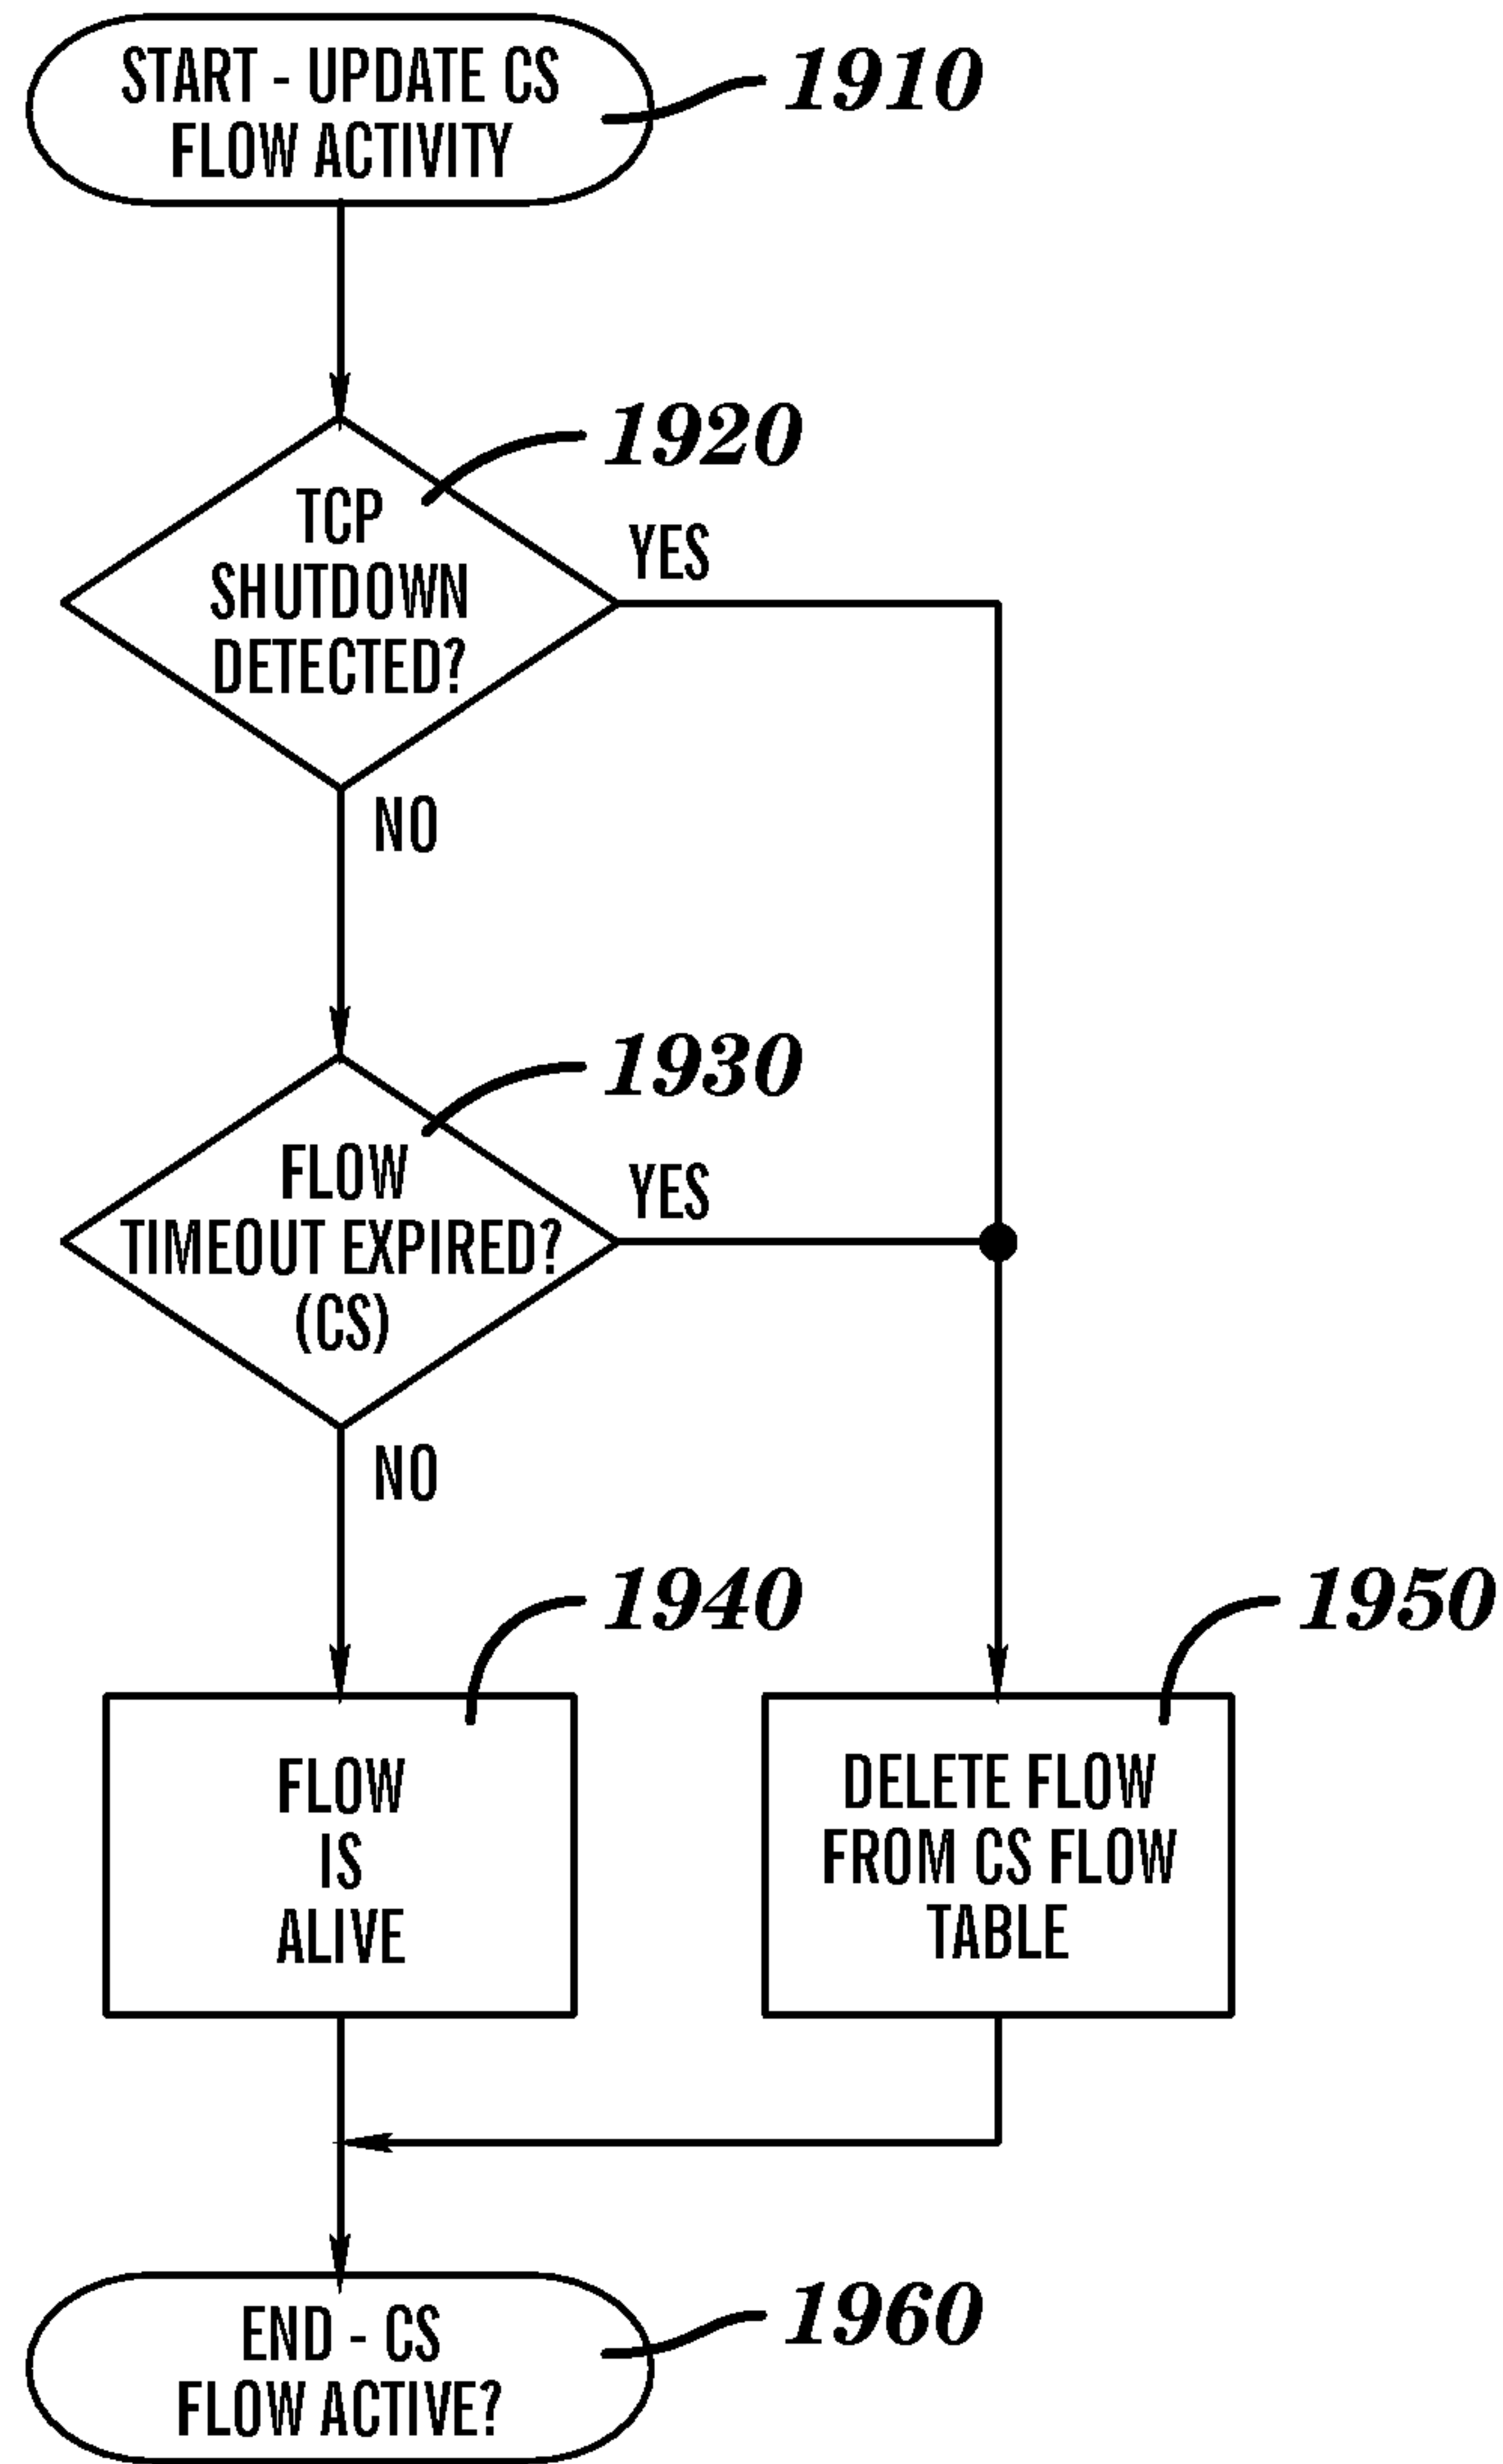 START - UPDATE CS
FLOW ACTIVITY
1910
1920
TCP
SHUTDOWN
DETECTED?
YES
NO
1930
FLOW
TIMEOUT EXPIRED?
(CS)
YES
NO
1940
FLOW
IS
ALIVE
1950
DELETE FLOW
FROM CS FLOW
TABLE
END - CS
FLOW ACTIVE?
1960